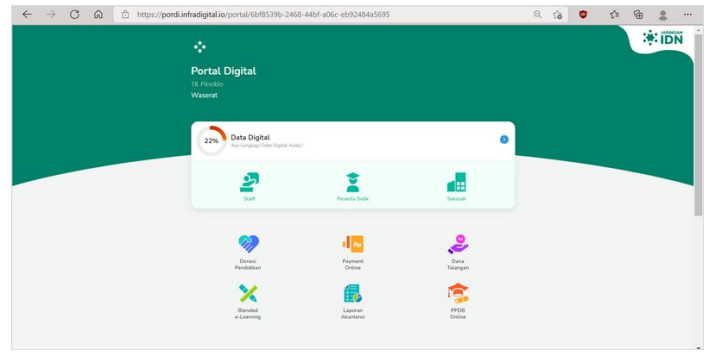 https://pordi.infradigital.io/portal/6bf8539b-2468-44bf-a06c-eb92484a5695
JARINGAN
IDN
Portal Digital
TK Pinokio
Waserat
22%
Data Digital
Ayo Lengkapi Data Digital Anda !
Staff
Peserta Didik
Sekolah
Donasi
Pendidikan
Rp
Payment
Online
Dana
Talangan
Blended
e-Learning
Laporan
Akuntansi
PPDB
Online